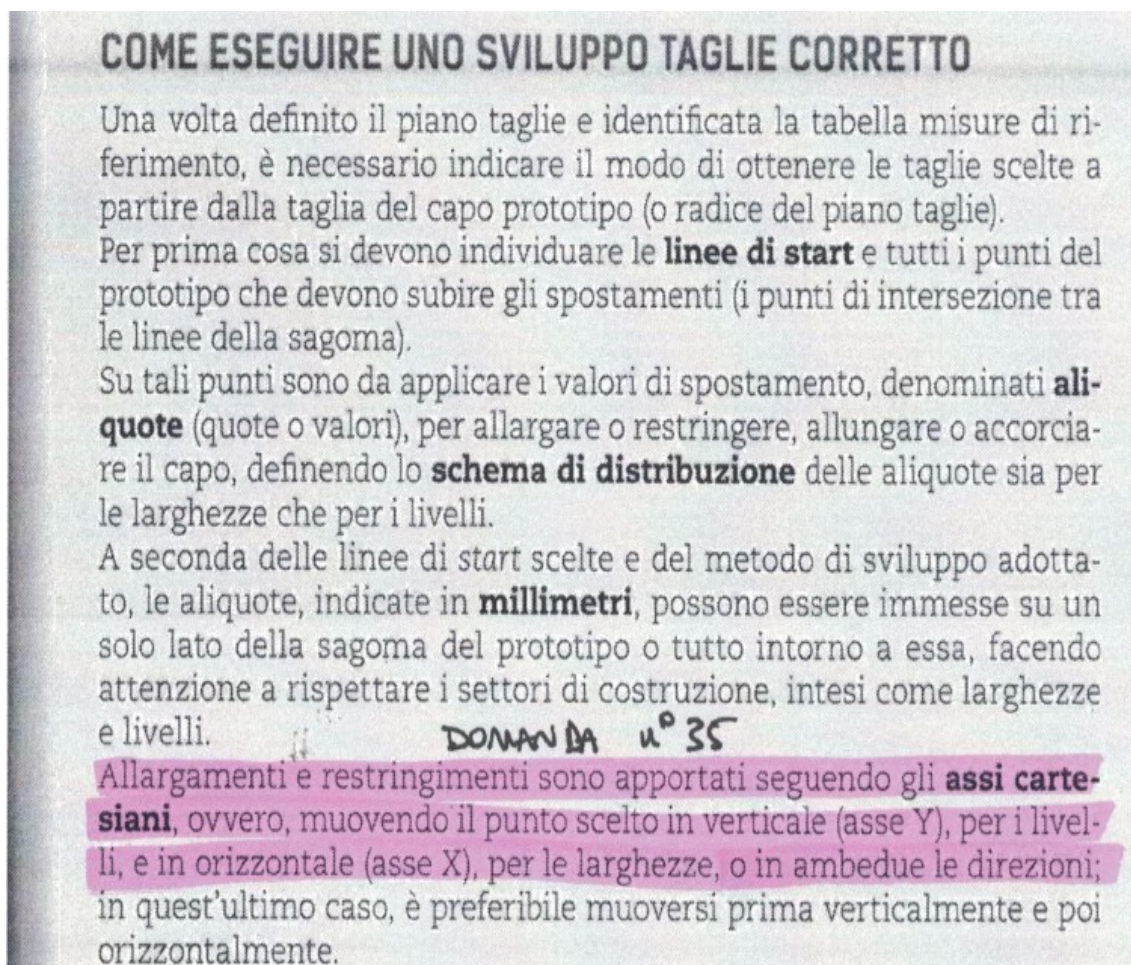 COME ESEGUIRE UNO SVILUPPO TAGLIE CORRETTO
Una volta definito il piano taglie e identificata la tabella misure di ri-
ferimento, è necessario indicare il modo di ottenere le taglie scelte a
partire dalla taglia del capo prototipo (o radice del piano taglie).
Per prima cosa si devono individuare le linee di start e tutti i punti del
prototipo che devono subire gli spostamenti (i punti di intersezione tra
le linee della sagoma).
Su tali punti sono da applicare i valori di spostamento, denominati ali-
quote (quote o valori), per allargare o restringere, allungare o accorcia-
re il capo, definendo lo schema di distribuzione delle aliquote sia per
le larghezze che per i livelli.
A seconda delle linee di start scelte e del metodo di sviluppo adotta-
to, le aliquote, indicate in millimetri, possono essere immesse su un
solo lato della sagoma del prototipo o tutto intorno a essa, facendo
attenzione a rispettare i settori di costruzione, intesi come larghezze
e livelli.
DOMANDA n° 35
Allargamenti e restringimenti sono apportati seguendo gli assi carte-
siani, ovvero, muovendo il punto scelto in verticale (asse Y), per i livel-
li, e in orizzontale (asse X), per le larghezze, o in ambedue le direzioni;
in quest'ultimo caso, è preferibile muoversi prima verticalmente e poi
orizzontalmente.